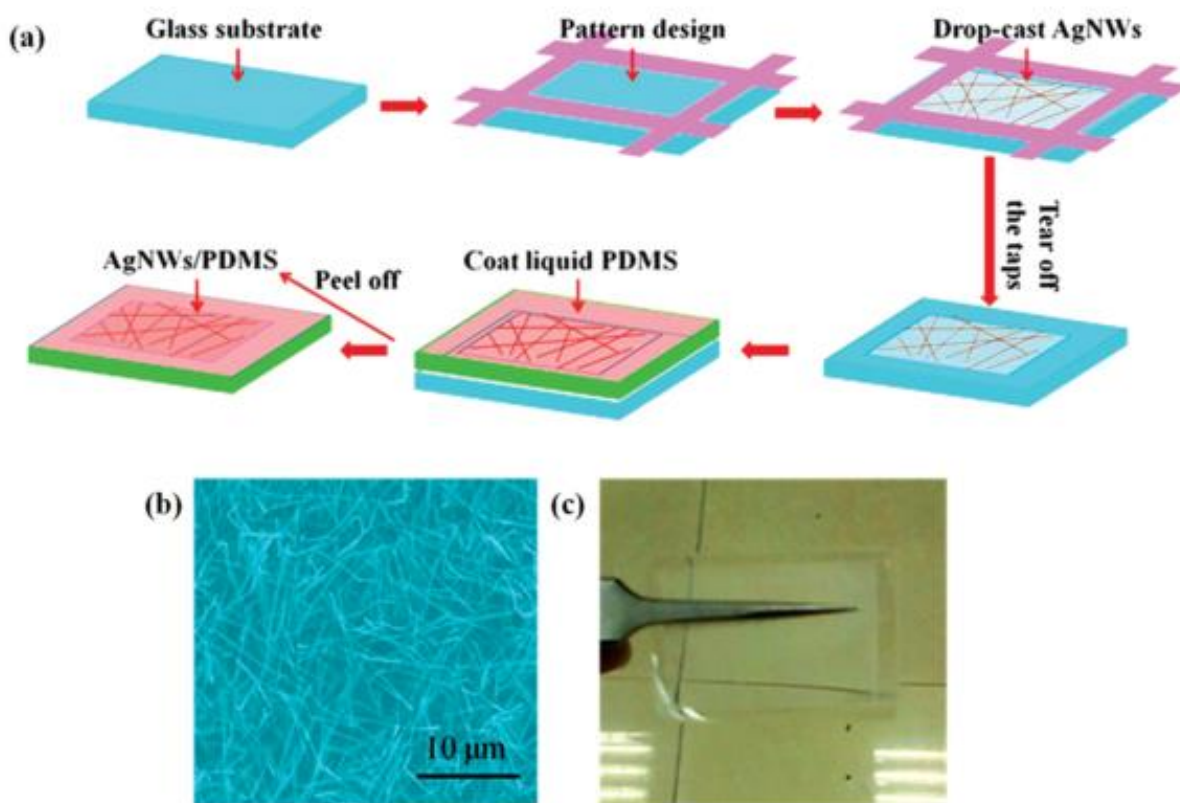 (a)
Glass substrate
Pattern design
Drop-cast AgNWs
Tear off
the taps
AgNWs/PDMS
Peel off
Coat liquid PDMS
(b)
10 μm
(c)